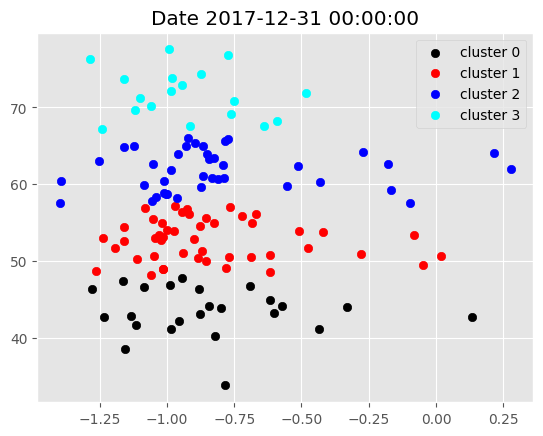 Date 2017-12-31 00:00:00
cluster 0
cluster 1
cluster 2
cluster 3
70
60
50
40
−1.25 −1.00 −0.75 −0.50 −0.25 0.00 0.25